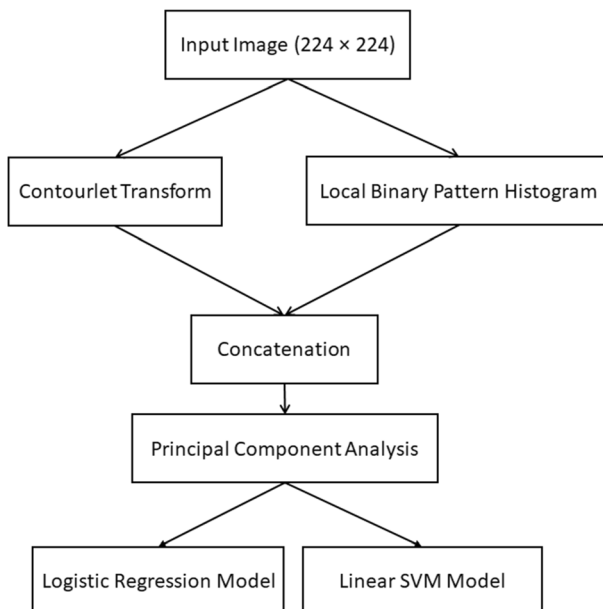 Input Image (224 × 224)
Contourlet Transform
Local Binary Pattern Histogram
Concatenation
Principal Component Analysis
Logistic Regression Model
Linear SVM Model